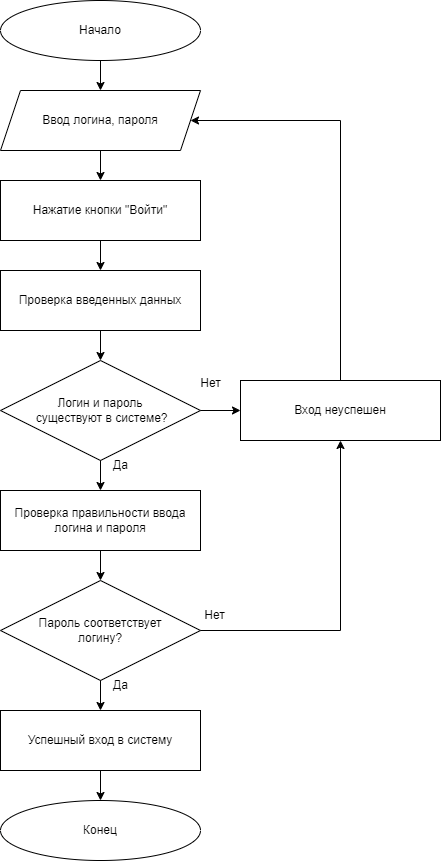 Начало
Ввод логина, пароля
Нажатие кнопки "Войти"
Проверка введенных данных
Логин и пароль
существуют в системе?
Нет
Вход неуспешен
Да
Проверка правильности ввода
логина и пароля
Пароль соответствует
логину?
Нет
Да
Успешный вход в систему
Конец